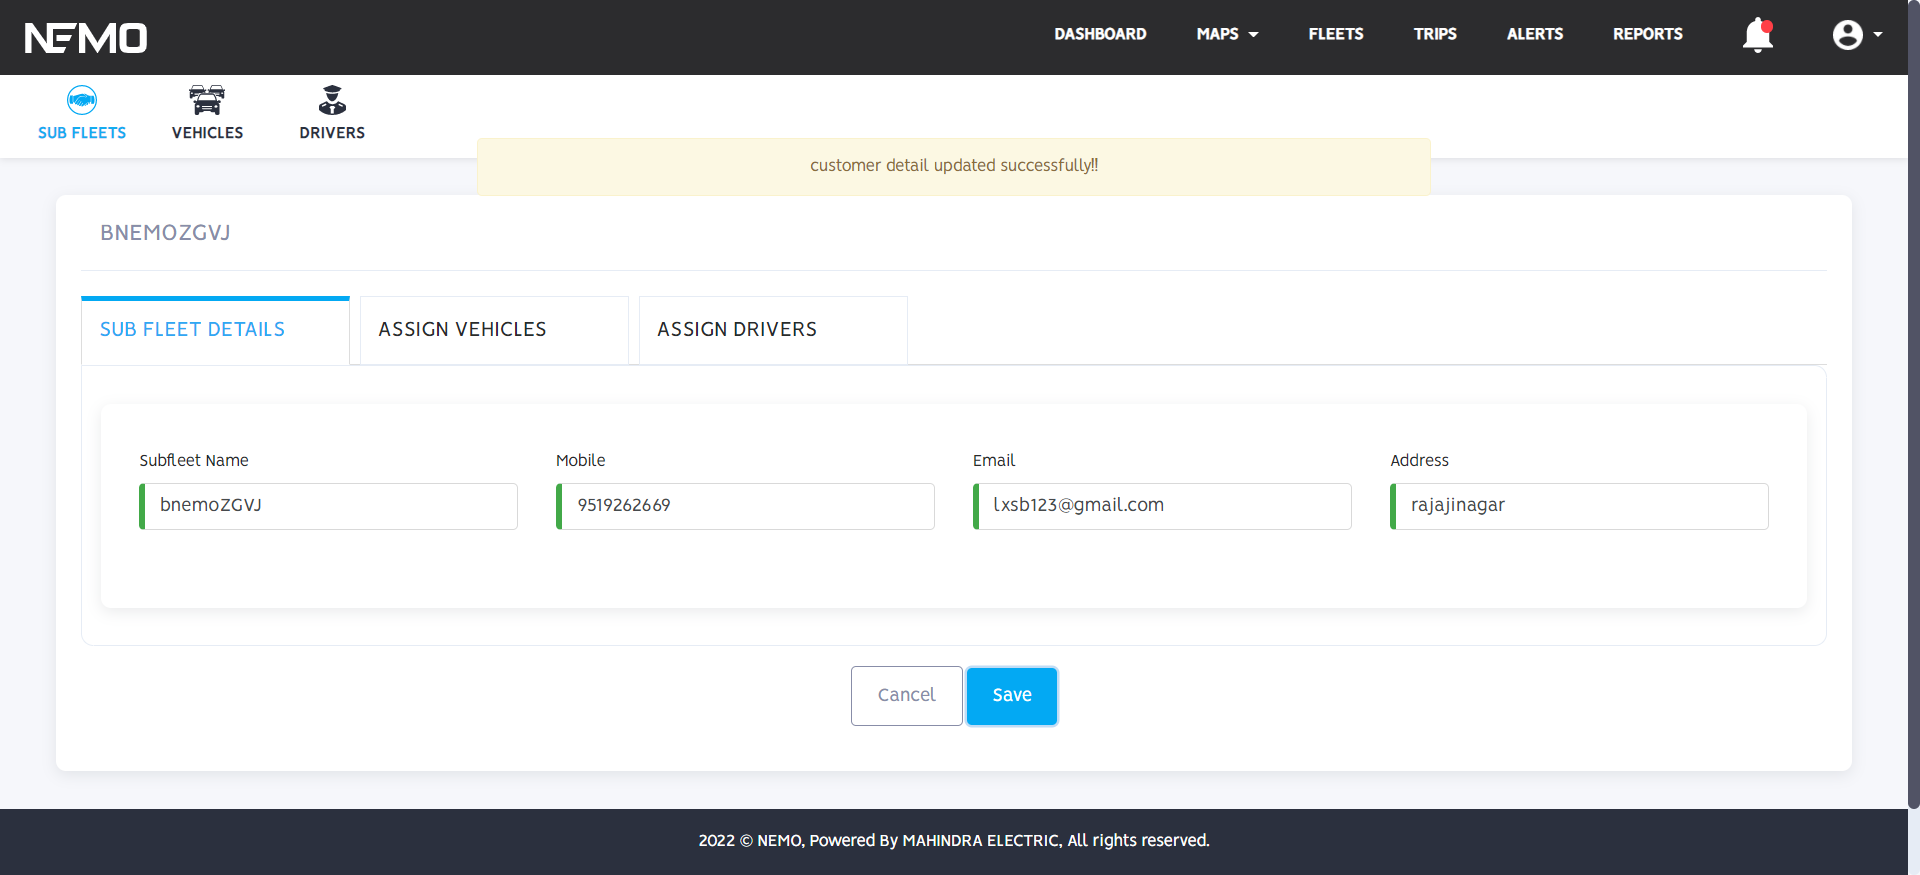 NEMO
DASHBOARD MAPS FLEETS TRIPS ALERTS REPORTS
SUB FLEETS VEHICLES DRIVERS
customer detail updated successfully!!
BNEMOZGVJ
SUB FLEET DETAILS ASSIGN VEHICLES ASSIGN DRIVERS
Subfleet Name Mobile Email Address
bnemoZGVJ 9519262669 lxsb123@gmail.com rajajinagar
Cancel Save
2022 © NEMO, Powered By MAHINDRA ELECTRIC, All rights reserved.